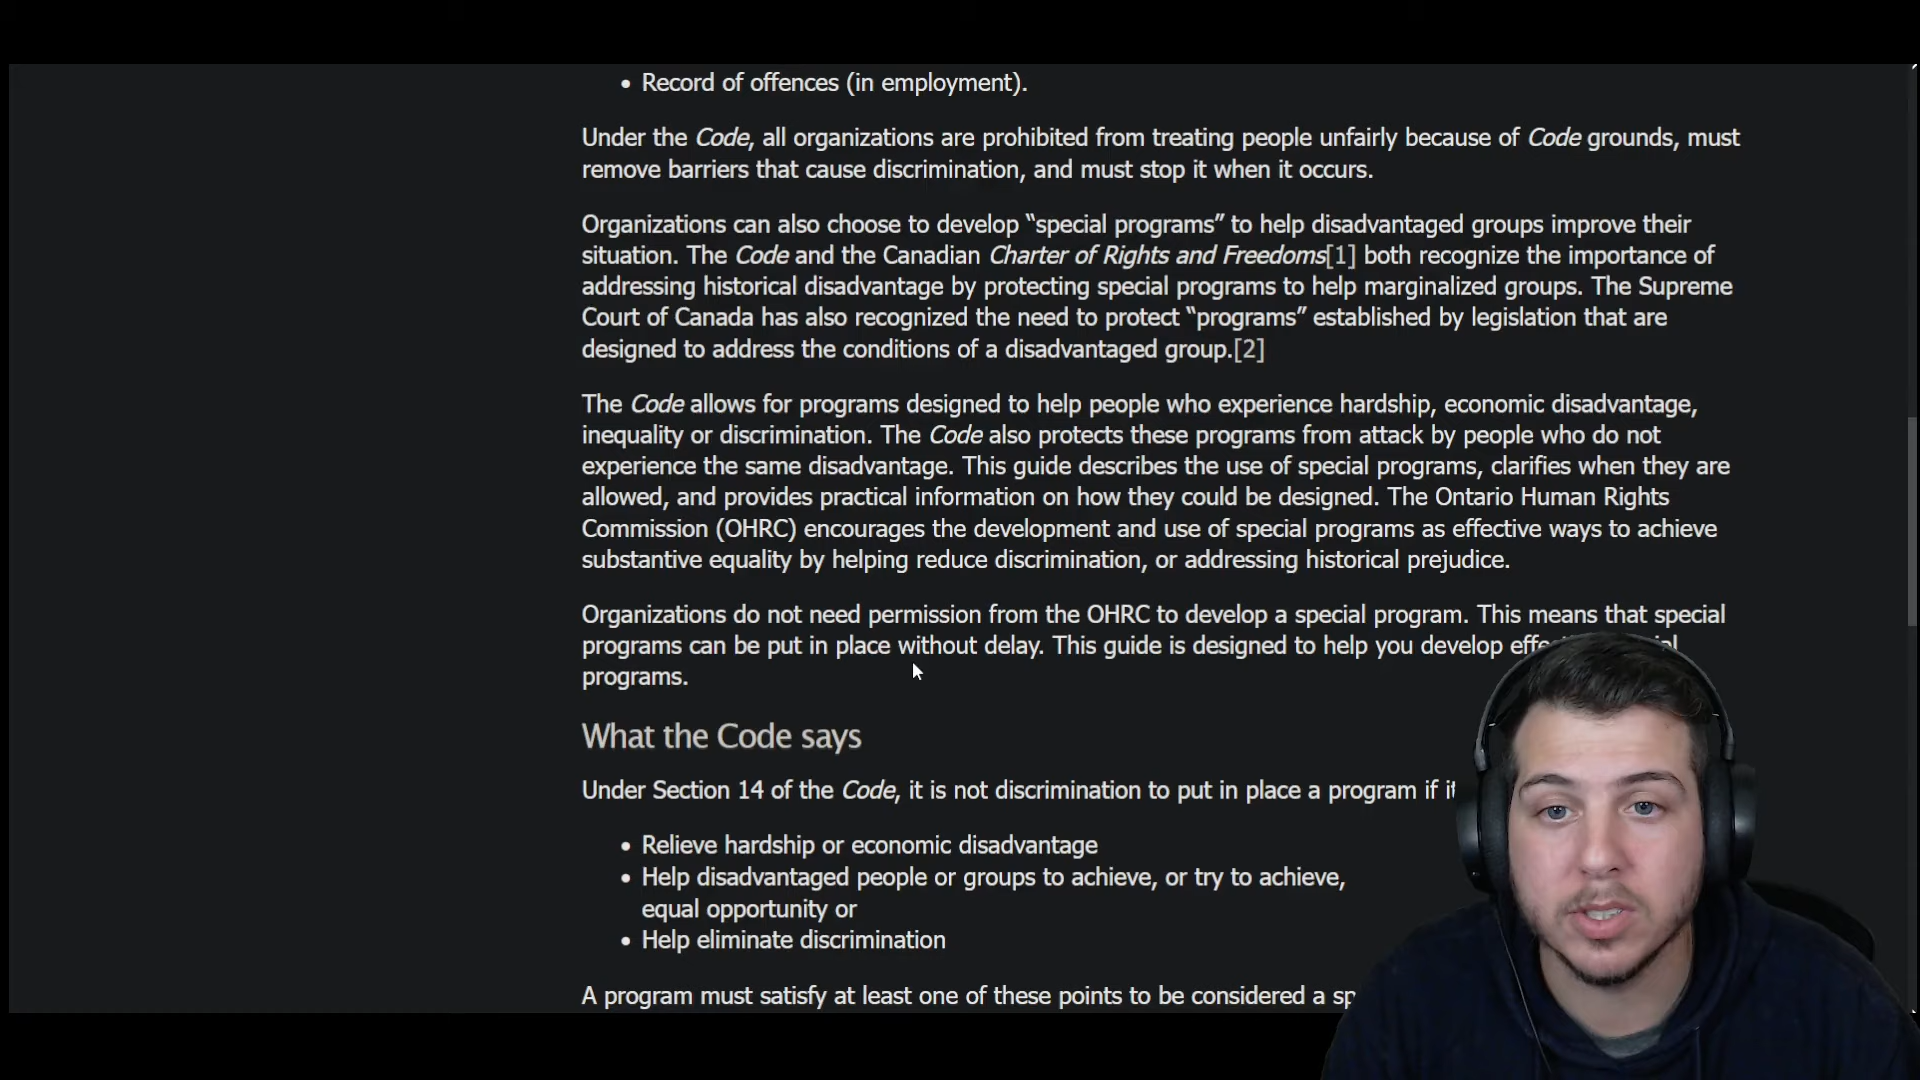 • Record of offences (in employment).
Under the Code, all organizations are prohibited from treating people unfairly because of Code grounds, must
remove barriers that cause discrimination, and must stop it when it occurs.
Organizations can also choose to develop “special programs” to help disadvantaged groups improve their
situation. The Code and the Canadian Charter of Rights and Freedoms[1] both recognize the importance of
addressing historical disadvantage by protecting special programs to help marginalized groups. The Supreme
Court of Canada has also recognized the need to protect “programs” established by legislation that are
designed to address the conditions of a disadvantaged group.[2]
The Code allows for programs designed to help people who experience hardship, economic disadvantage,
inequality or discrimination. The Code also protects these programs from attack by people who do not
experience the same disadvantage. This guide describes the use of special programs, clarifies when they are
allowed, and provides practical information on how they could be designed. The Ontario Human Rights
Commission (OHRC) encourages the development and use of special programs as effective ways to achieve
substantive equality by helping reduce discrimination, or addressing historical prejudice.
Organizations do not need permission from the OHRC to develop a special program. This means that special
programs can be put in place without delay. This guide is designed to help you develop
programs.
What the Code says
Under Section 14 of the Code, it is not discrimination to put in place a program if
• Relieve hardship or economic disadvantage
• Help disadvantaged people or groups to achieve, or try to achieve,
equal opportunity or
• Help eliminate discrimination
A program must satisfy at least one of these points to be considered a